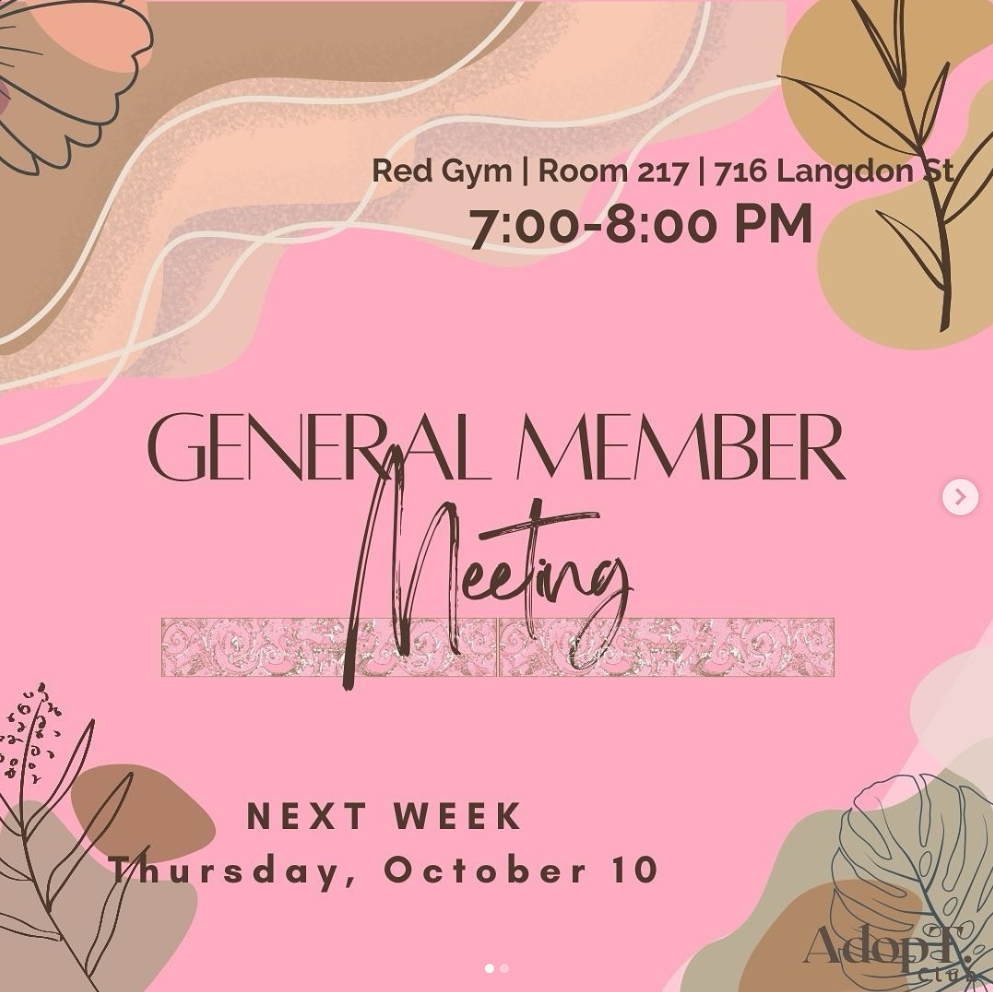 Red Gym | Room 217 | 716 Langdon St
7:00-8:00 PM
GENERAL MEMBER
Meeting
NEXT WEEK
Thursday, October 10
AdopT.
Club